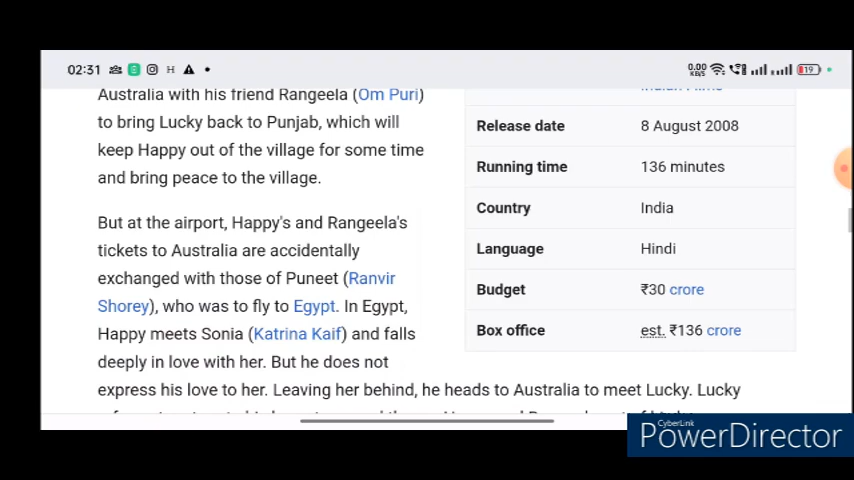 02:31
H
0.00
KB/S
19
Australia with his friend Rangeela (Om Puri)
to bring Lucky back to Punjab, which will
keep Happy out of the village for some time
and bring peace to the village.
But at the airport, Happy's and Rangeela's
tickets to Australia are accidentally
exchanged with those of Puneet (Ranvir
Shorey), who was to fly to Egypt. In Egypt,
Happy meets Sonia (Katrina Kaif) and falls
deeply in love with her. But he does not
express his love to her. Leaving her behind, he heads to Australia to meet Lucky. Lucky
Release date 8 August 2008
Running time 136 minutes
Country India
Language Hindi
Budget ₹30 crore
Box office est. ₹136 crore
CyberLink
PowerDirector